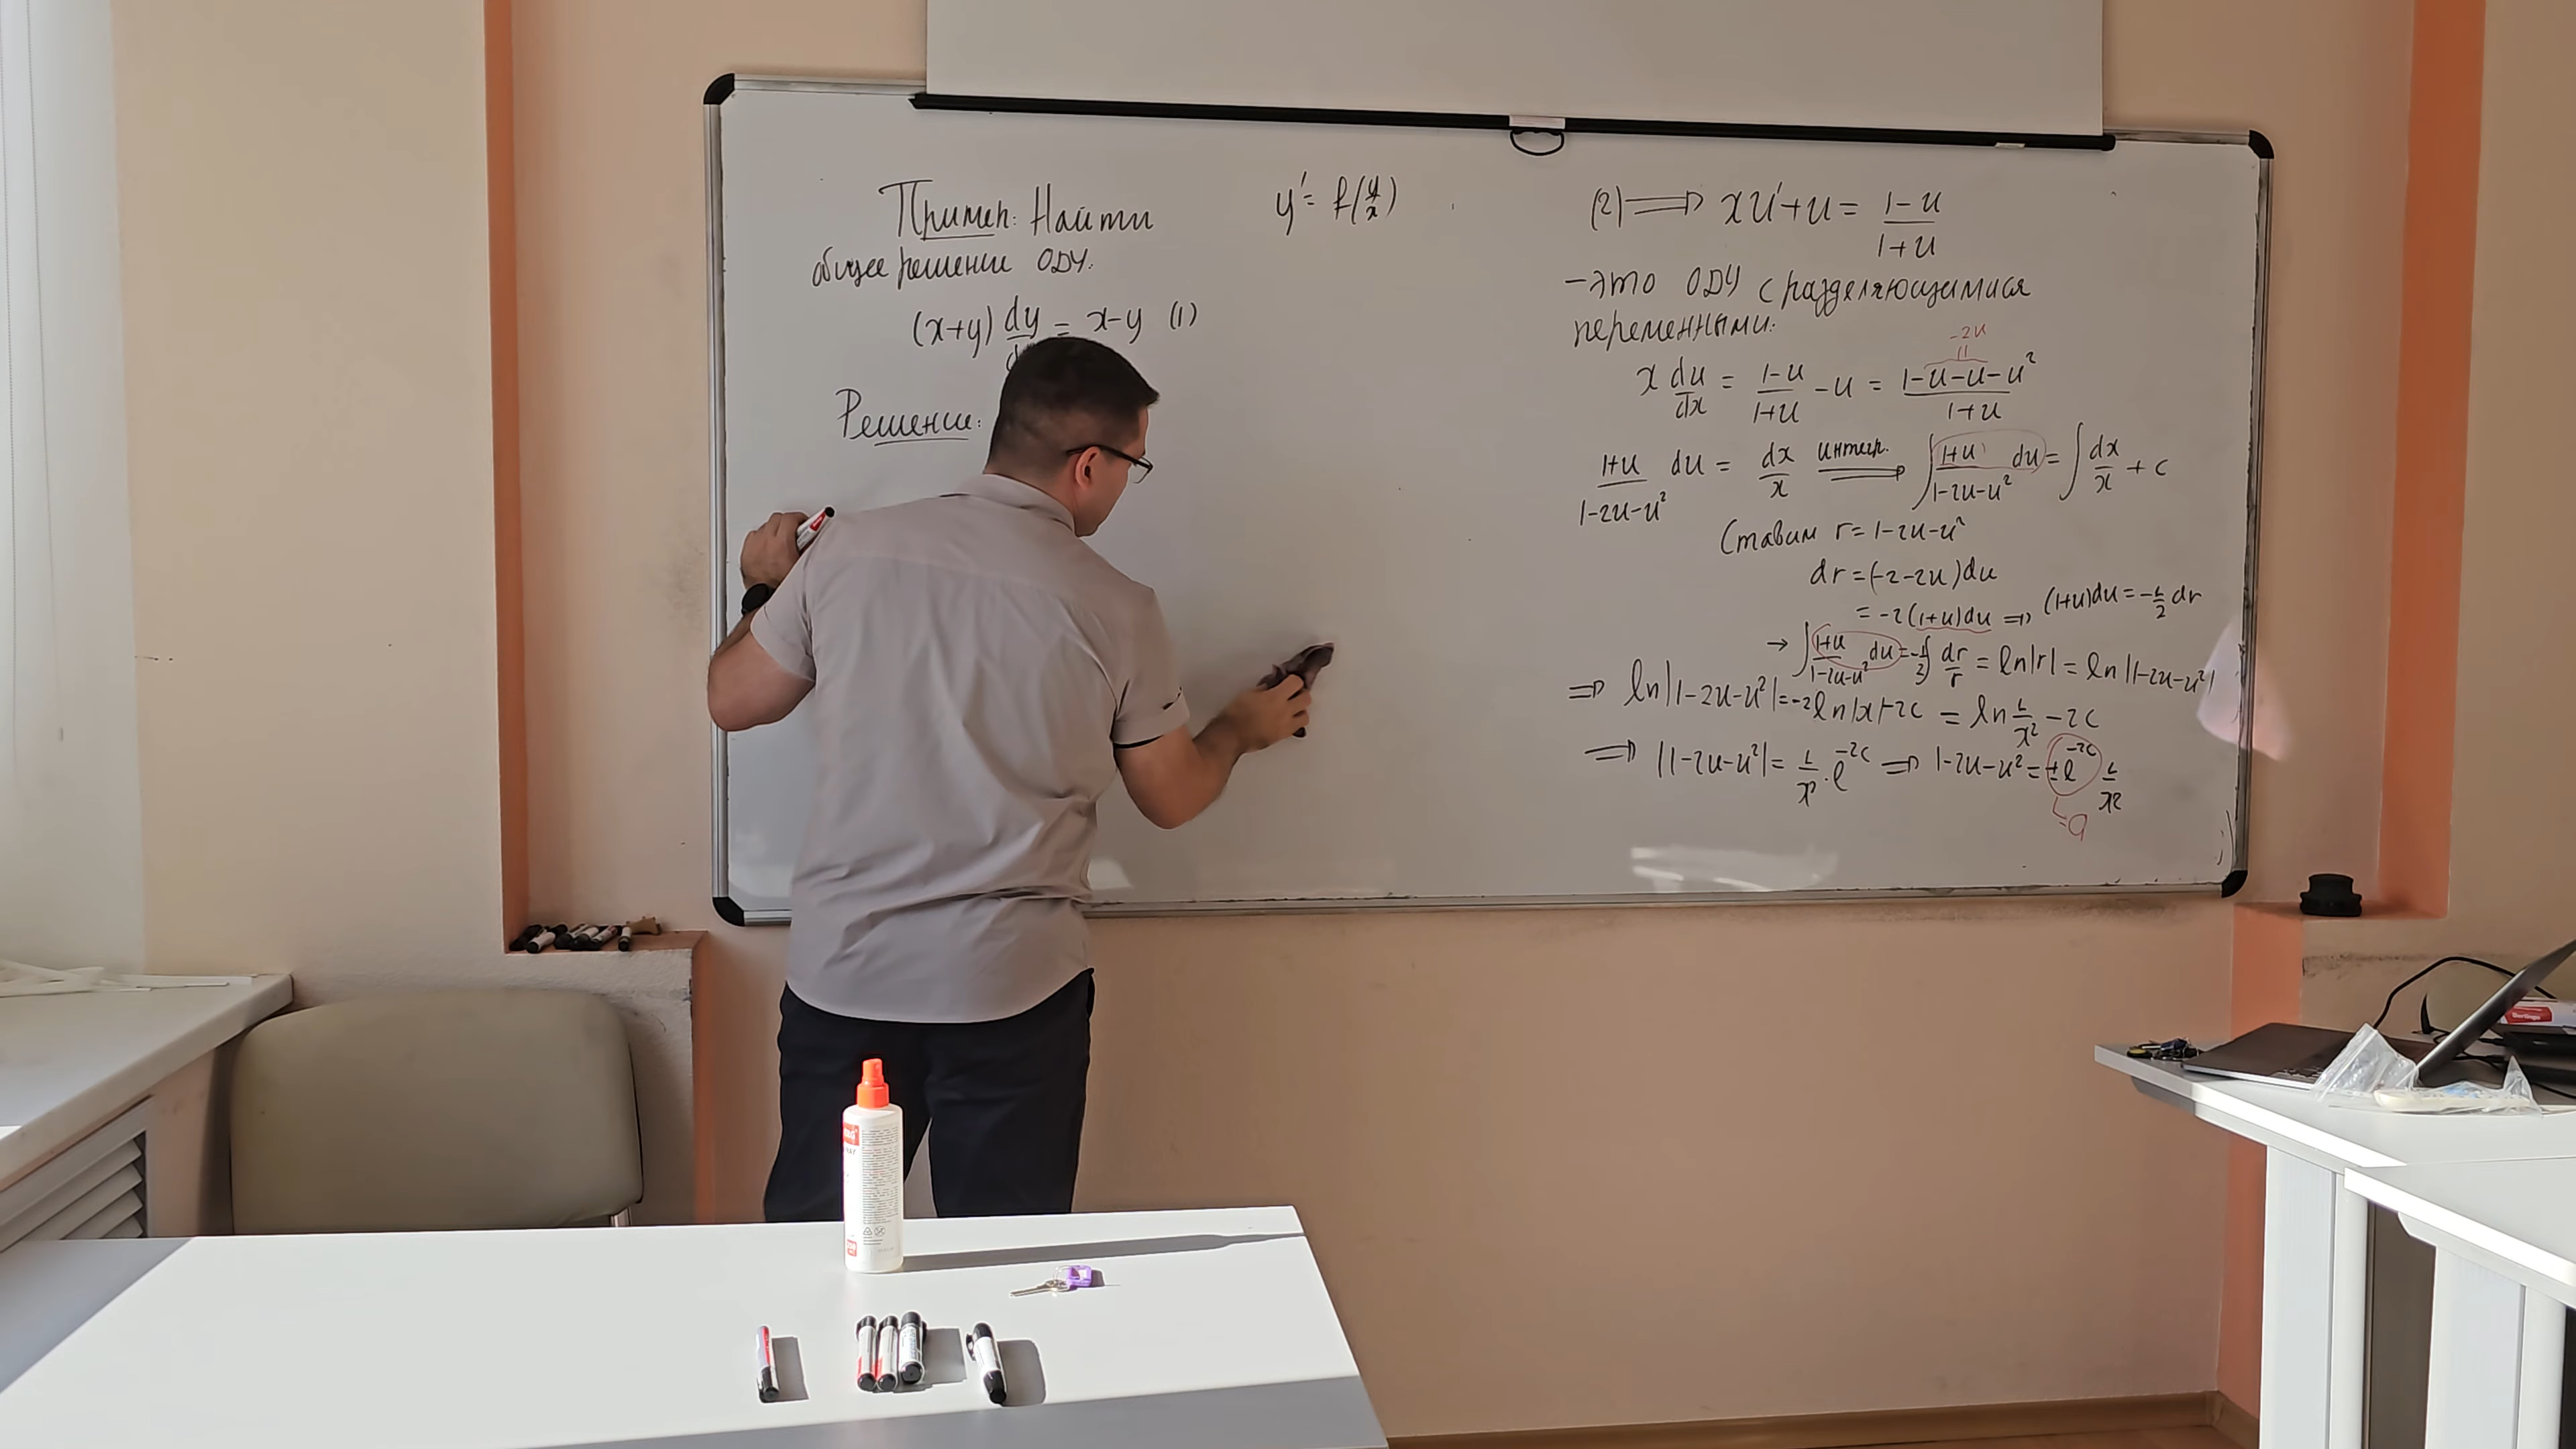 Пример: Найти
общее решение ОДУ:
(x+y) dy/d = x-y (1)
Решение:
y' = f(y/x)
(2) ⟹ xu'+u = (1-u)/(1+u)
-это ОДУ с разделяющимися
переменными:
-2u
x du/dx = (1-u)/(1+u) - u = (1-u-u-u²)/(1+u)
(1+u)/(1-2u-u²) du = dx/x интегр. ⟹ ∫ (1+u)/(1-2u-u²) du = ∫ dx/x + c
Ставим r = 1-2u-u²
dr = (-2-2u)du
= -2(1+u)du ⟹ (1+u)du = -1/2 dr
→ ∫ (1+u)/(1-2u-u²) du = -1/2 ∫ dr/r = ln|r| = ln|1-2u-u²|
⟹ ln|1-2u-u²| = -2ln|x|-2c = ln 1/x² - 2c
⟹ |1-2u-u²| = 1/x² · e^(-2c) ⟹ 1-2u-u² = ±e^(-2c) 1/x²
=a
Berlingo